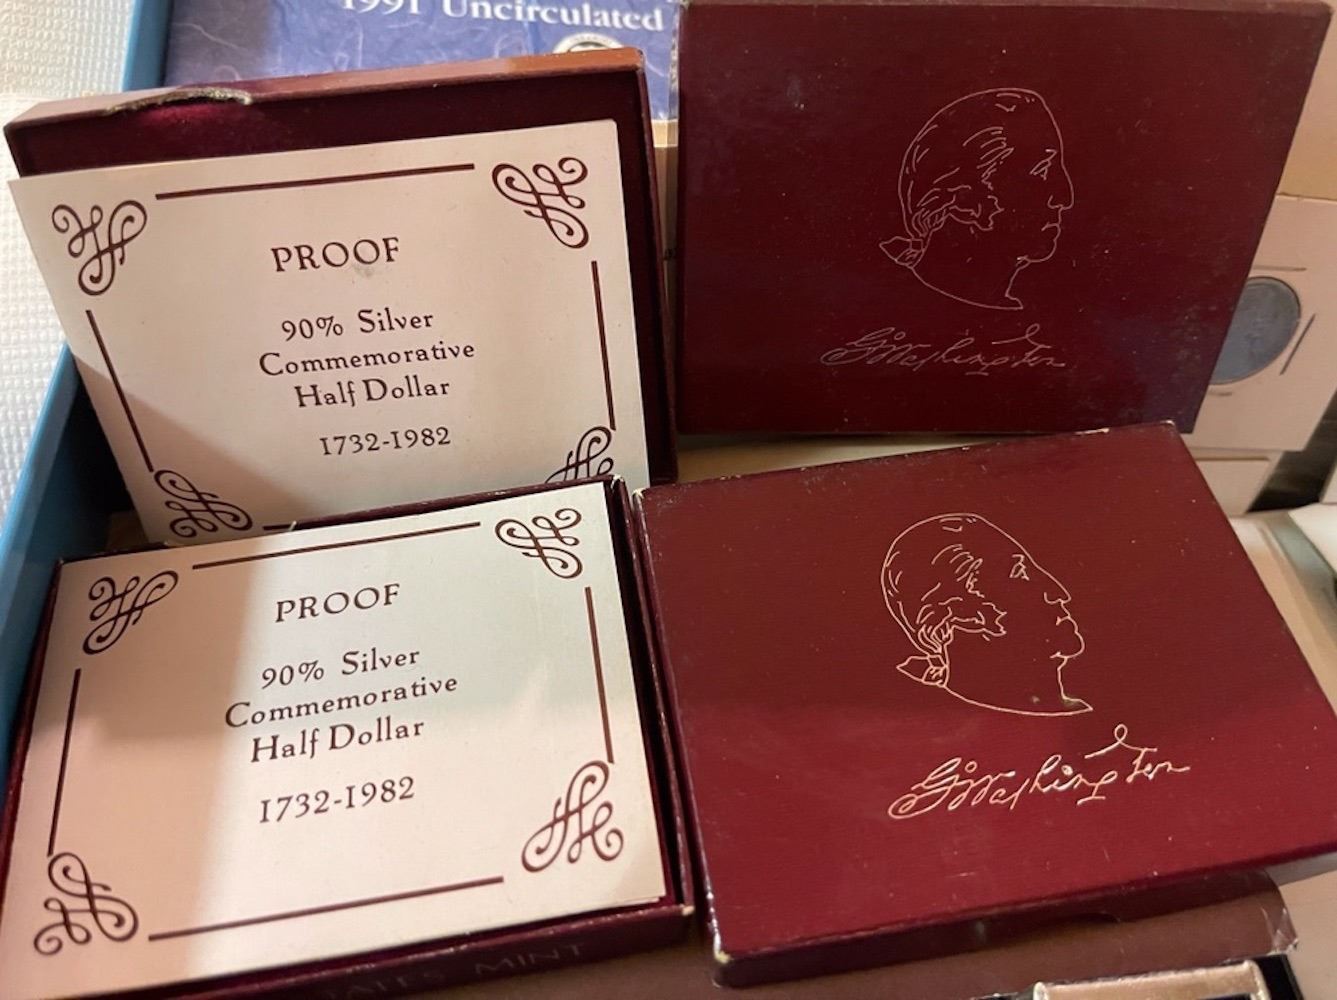 1991 Uncirculated
PROOF
90% Silver
Commemorative
Half Dollar
1732-1982
G Washington
PROOF
90% Silver
Commemorative
Half Dollar
1732-1982
G Washington
MINT